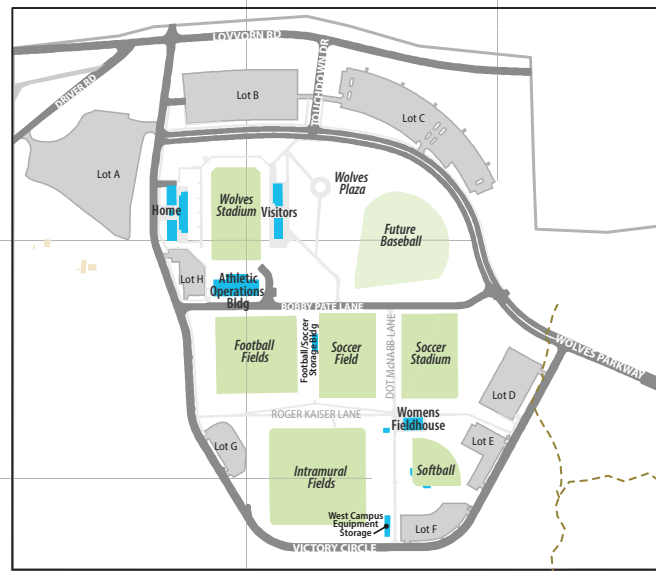 LOVVORN RD
TOUCHDOWN DR
DRIVER RD
Lot B
Lot C
Lot A
Wolves
Plaza
Wolves
Stadium
Home
Visitors
Future
Baseball
Lot H
Athletic
Operations
Bldg
BOBBY PATE LANE
Football
Fields
Football/Soccer
Storage Bldg
Soccer
Field
DOT McNABB LANE
Soccer
Stadium
WOLVES PARKWAY
Lot D
ROGER KAISER LANE
Womens
Fieldhouse
Lot G
Lot E
Intramural
Fields
Softball
West Campus
Equipment
Storage
Lot F
VICTORY CIRCLE